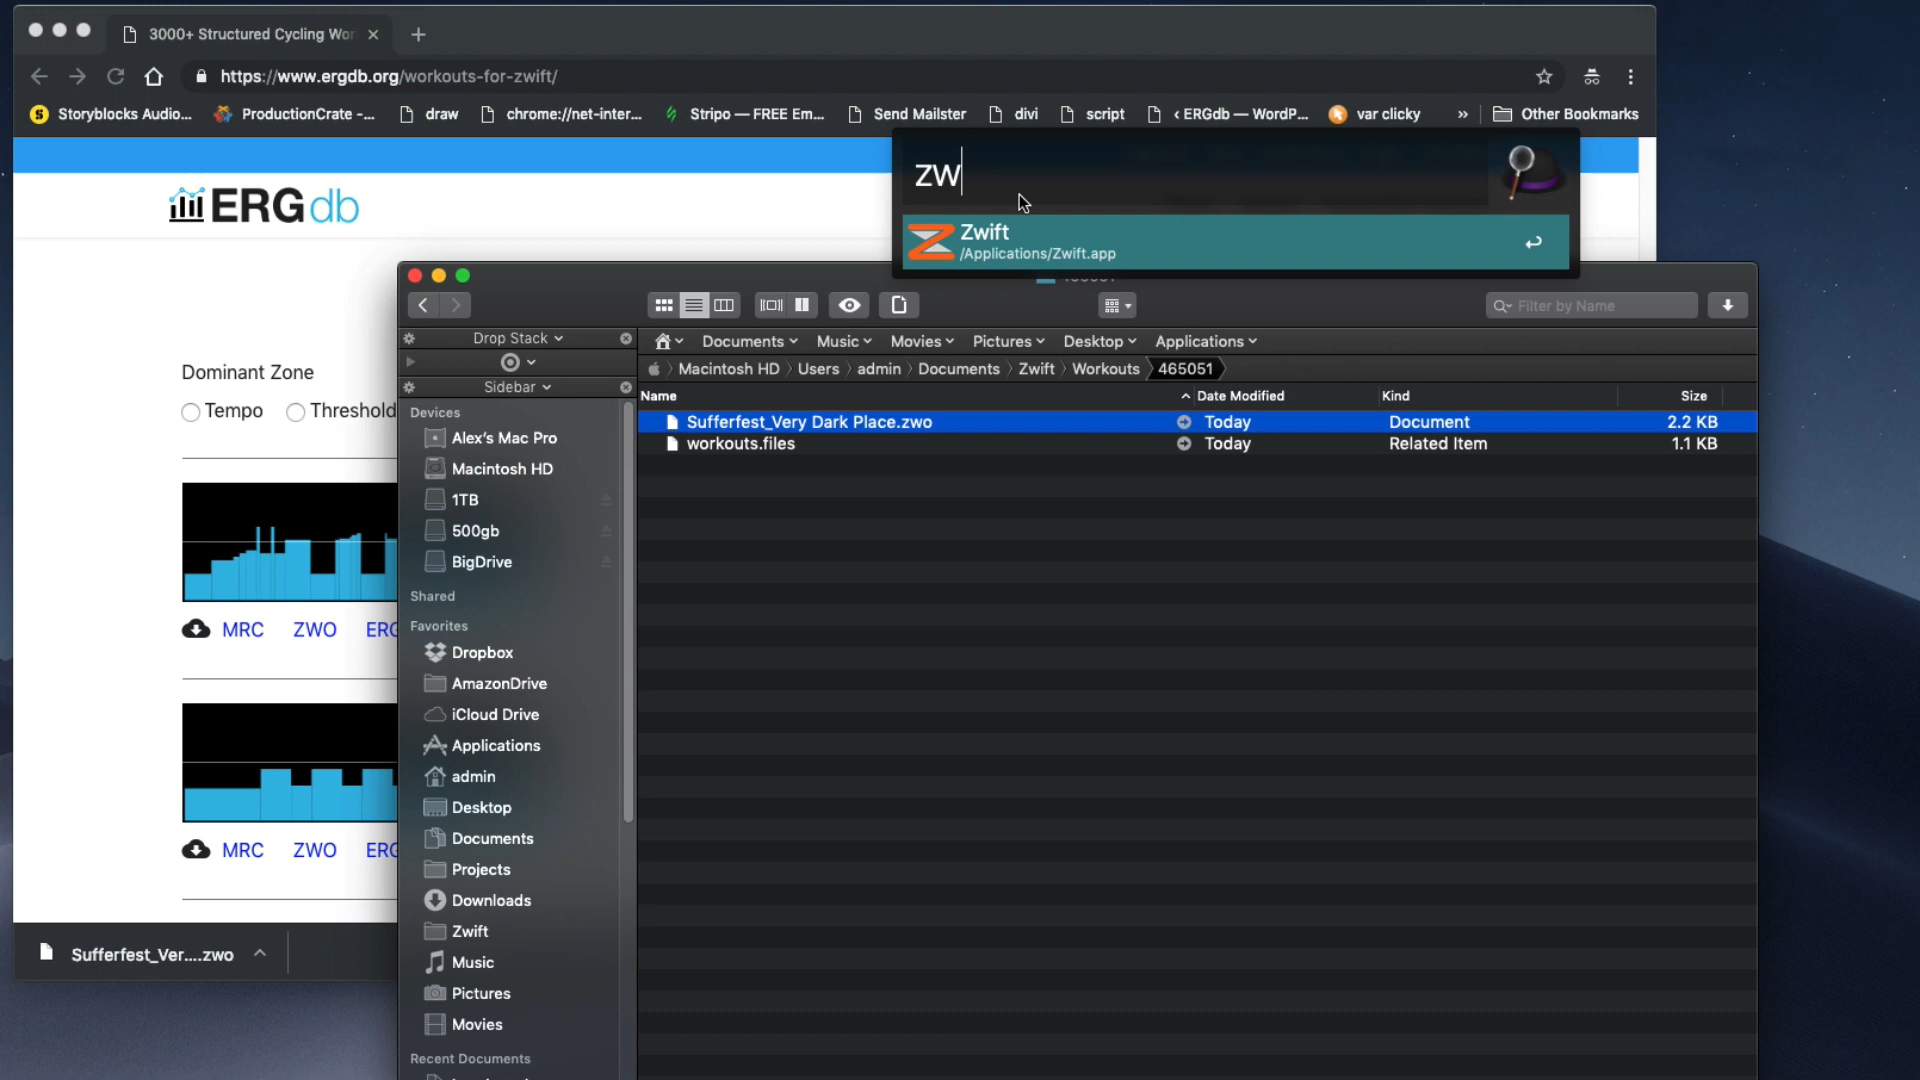 3000+ Structured Cycling Wor
https://www.ergdb.org/workouts-for-zwift/
Storyblocks Audio... ProductionCrate -... draw chrome://net-inter... Stripo — FREE Em... Send Mailster divi script < ERGdb — WordP... var clicky » Other Bookmarks
zw
ERGdb
Zwift
/Applications/Zwift.app
Filter by Name
Drop Stack
Documents Music Movies Pictures Desktop Applications
Macintosh HD Users admin Documents Zwift Workouts 465051
Sidebar
Name Date Modified Kind Size
Sufferfest_Very Dark Place.zwo Today Document 2.2 KB
workouts.files Today Related Item 1.1 KB
Dominant Zone
Tempo Threshold
MRC ZWO ERG
MRC ZWO ERG
Devices
Alex's Mac Pro
Macintosh HD
1TB
500gb
BigDrive
Shared
Favorites
Dropbox
AmazonDrive
iCloud Drive
Applications
admin
Desktop
Documents
Projects
Downloads
Zwift
Music
Pictures
Movies
Recent Documents
Sufferfest_Ver....zwo